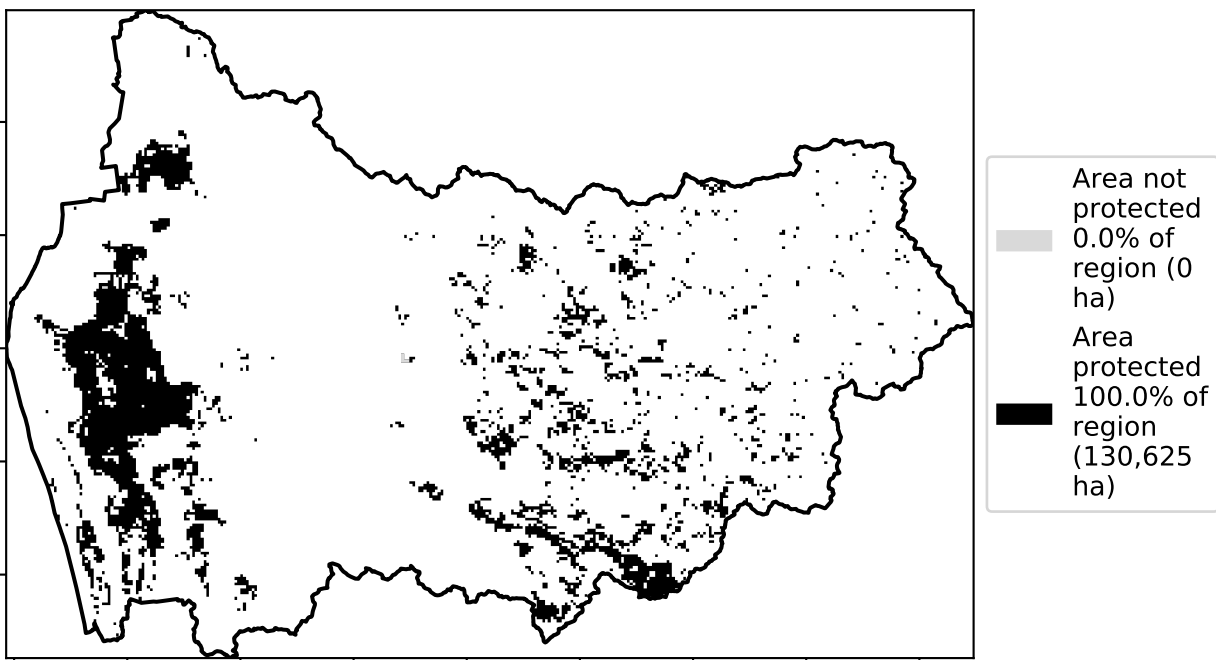 Area not
protected
0.0% of
region (0
ha)
Area
protected
100.0% of
region
(130,625
ha)